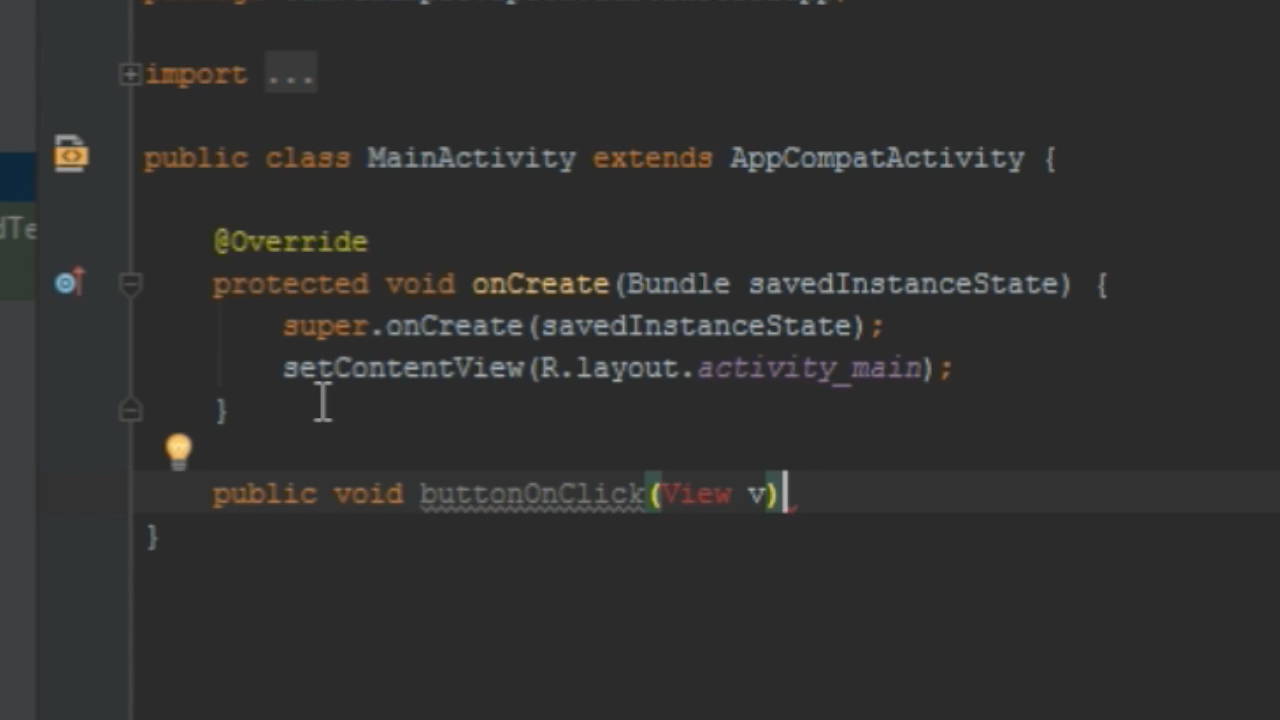 import ...
public class MainActivity extends AppCompatActivity {
@Override
protected void onCreate(Bundle savedInstanceState) {
super.onCreate(savedInstanceState);
setContentView(R.layout.activity_main);
}
public void buttonOnClick(View v)
}